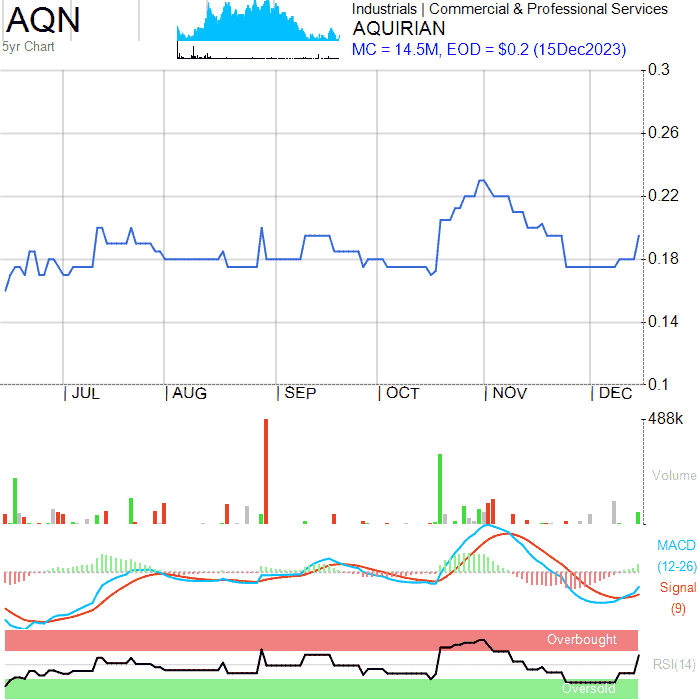 AQN
5yr Chart
Industrials | Commercial & Professional Services
AQUIRIAN
MC = 14.5M, EOD = $0.2 (15Dec2023)
0.3
0.26
0.22
0.18
0.14
0.1
JUL
AUG
SEP
OCT
NOV
DEC
488k
Volume
MACD
(12-26)
Signal
(9)
Overbought
RSI(14)
Oversold